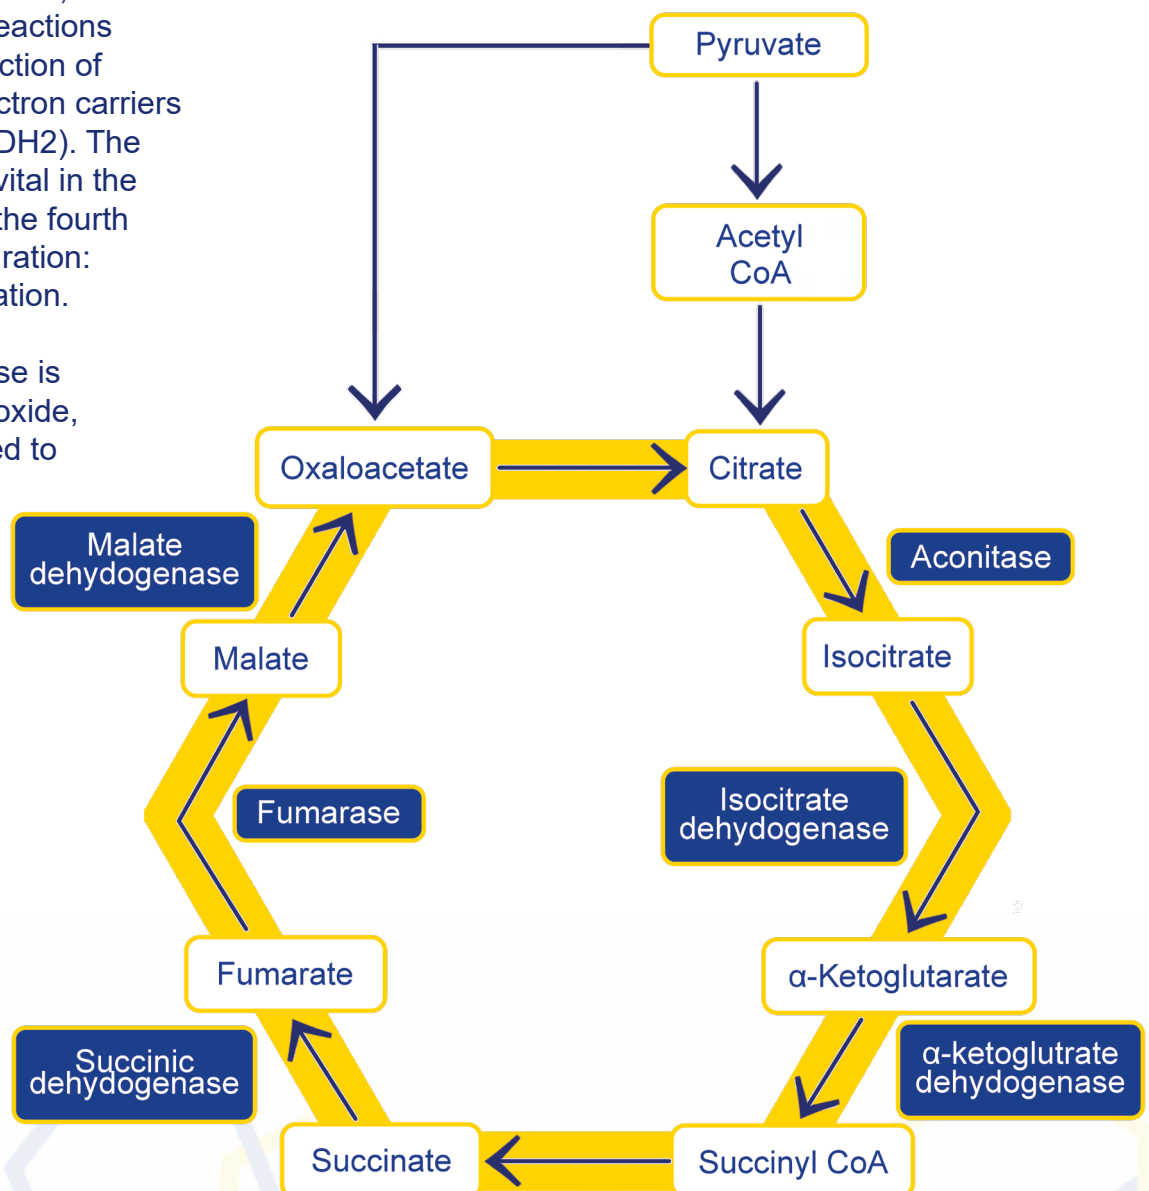 eactions
ction of
ctron carriers
DH2). The
vital in the
the fourth
ration:
ation.
se is
oxide,
ed to
Pyruvate
Acetyl
CoA
Oxaloacetate
Citrate
Malate
dehydogenase
Aconitase
Malate
Isocitrate
Fumarase
Isocitrate
dehydogenase
2
Fumarate
α-Ketoglutarate
Succinic
dehydogenase
α-ketoglutrate
dehydogenase
Succinate
Succinyl CoA